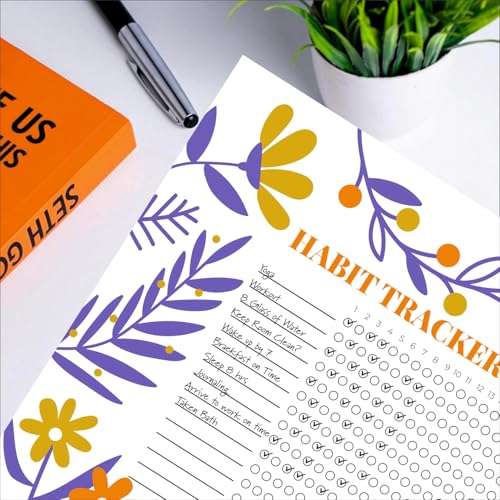 E US
HIS
SETH GO
HABIT TRACKER
1 2 3 4 5 6 7 8 9 10 11 12 13
Yoga
Workout
8 Glass of Water
Keep Room Clean?
Wake up by 7
Breakfast on Time
Sleep 8 hrs
Journaling
Arrive to work on time
Taken Bath